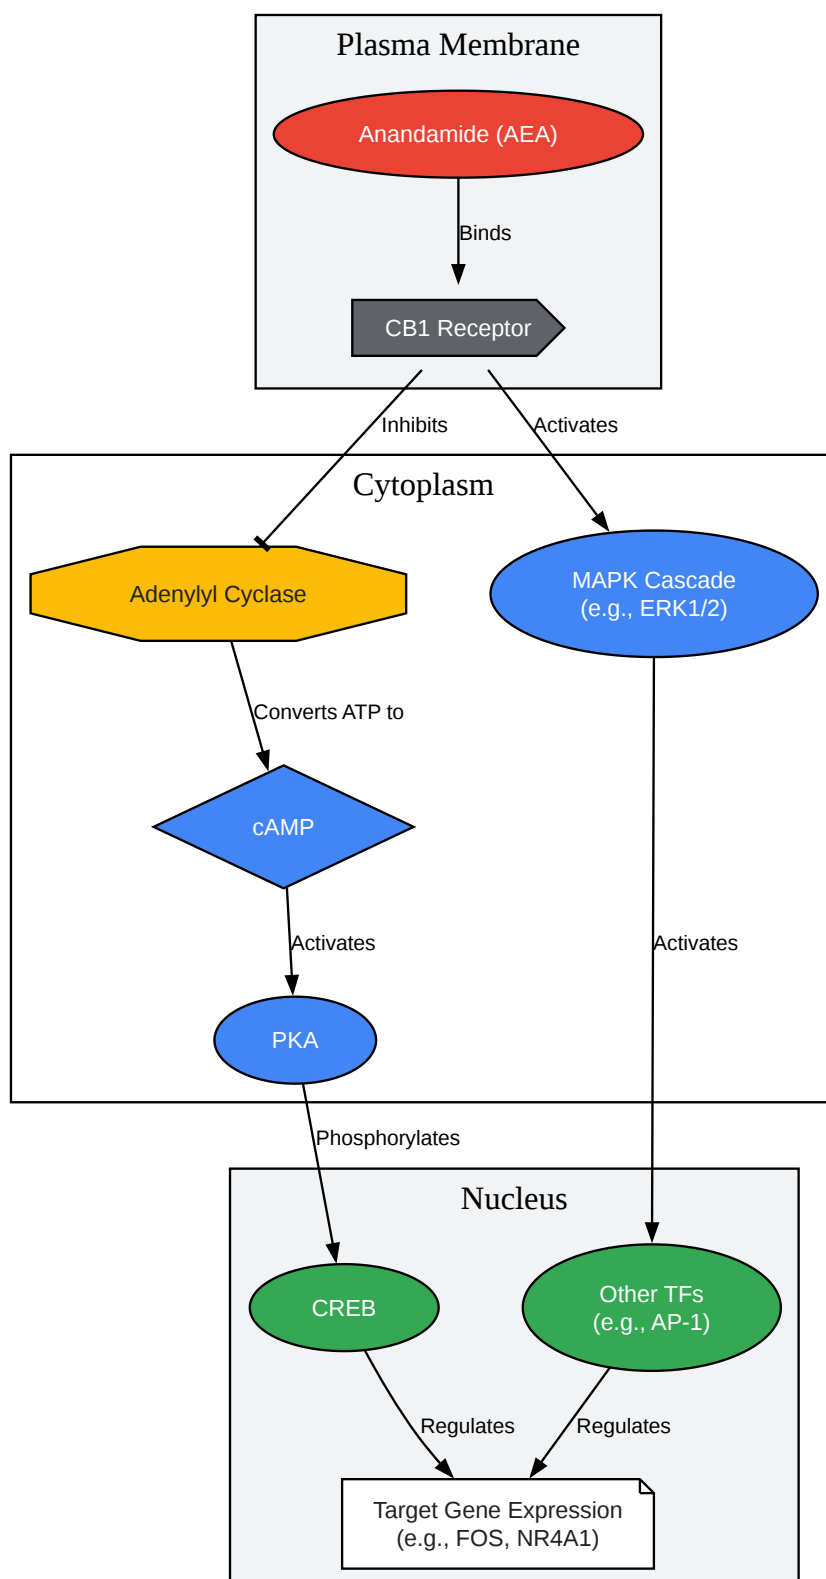 Plasma Membrane
Anandamide (AEA)
Binds
CB1 Receptor
Inhibits
Activates
Cytoplasm
Adenylyl Cyclase
MAPK Cascade
(e.g., ERK1/2)
Converts ATP to
cAMP
Activates
Activates
PKA
Phosphorylates
Nucleus
CREB
Other TFs
(e.g., AP-1)
Regulates
Regulates
Target Gene Expression
(e.g., FOS, NR4A1)